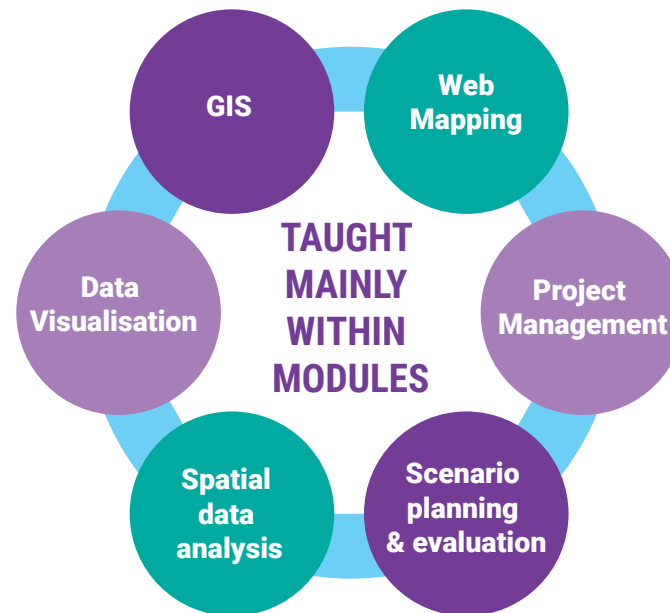 GIS
Web
Mapping
TAUGHT
MAINLY
WITHIN
MODULES
Data
Visualisation
Project
Management
Spatial
data
analysis
Scenario
planning
& evaluation